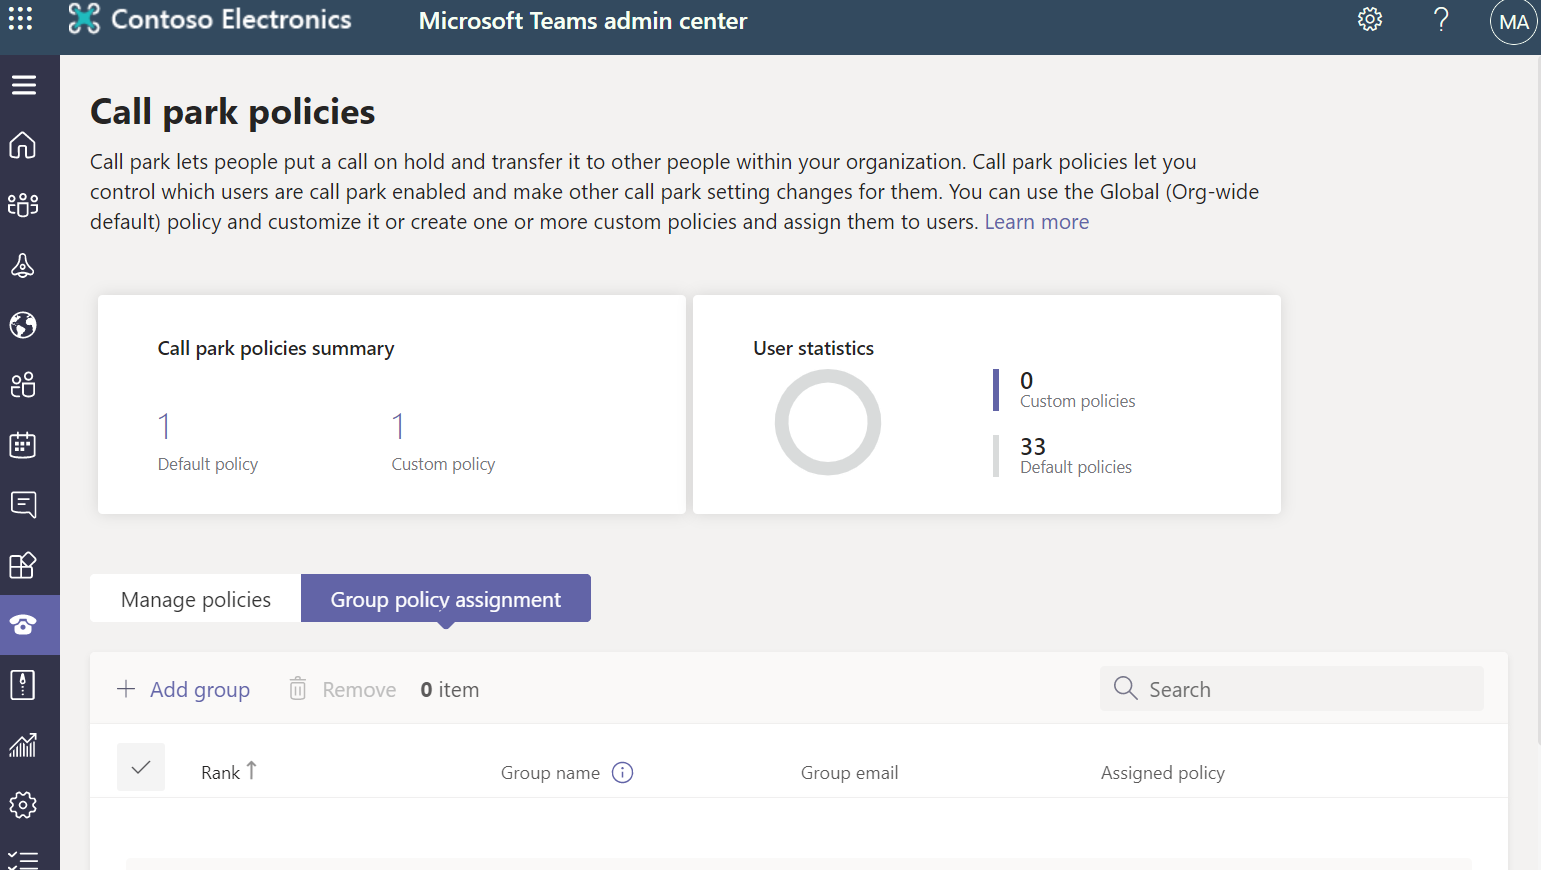 Contoso Electronics
Microsoft Teams admin center
?
MA
Call park policies
Call park lets people put a call on hold and transfer it to other people within your organization. Call park policies let you
control which users are call park enabled and make other call park setting changes for them. You can use the Global (Org-wide
default) policy and customize it or create one or more custom policies and assign them to users. Learn more
Call park policies summary
1
Default policy
1
Custom policy
User statistics
0
Custom policies
33
Default policies
Manage policies
Group policy assignment
+ Add group
Remove
0 item
Search
Rank ↑
Group name
Group email
Assigned policy